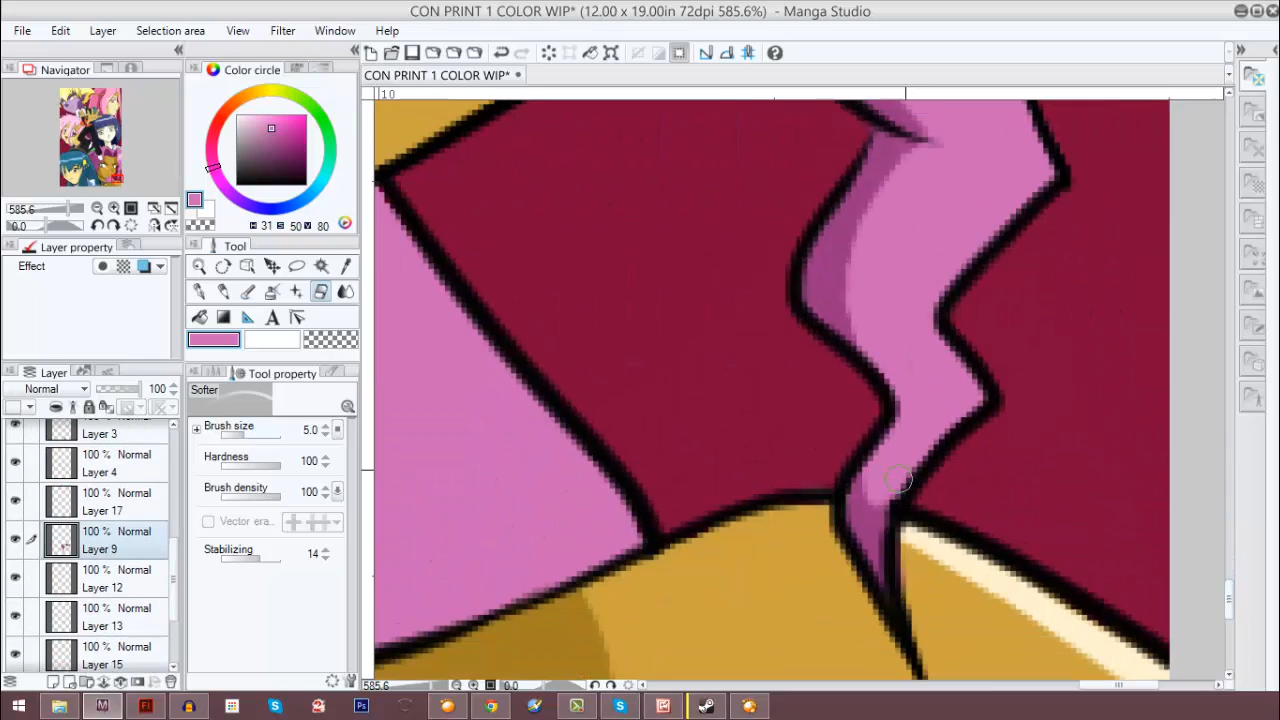 CON PRINT 1 COLOR WIP* (12.00 x 19.00in 72dpi 585.6%) - Manga Studio
File Edit Layer Selection area View Filter Window Help
Navigator
Color circle
CON PRINT 1 COLOR WIP*
10
585.6
0.0
H 31 S 50 V 80
Layer property
Tool
Effect
Layer
Tool property
Normal 100
Softer
Brush size 5.0
Hardness 100
Brush density 100
Vector era
Stabilizing 14
Layer 3
100 % Normal
Layer 4
100 % Normal
Layer 17
100 % Normal
Layer 9
100 % Normal
Layer 12
100 % Normal
Layer 13
100 % Normal
Layer 15
585.6 0.0